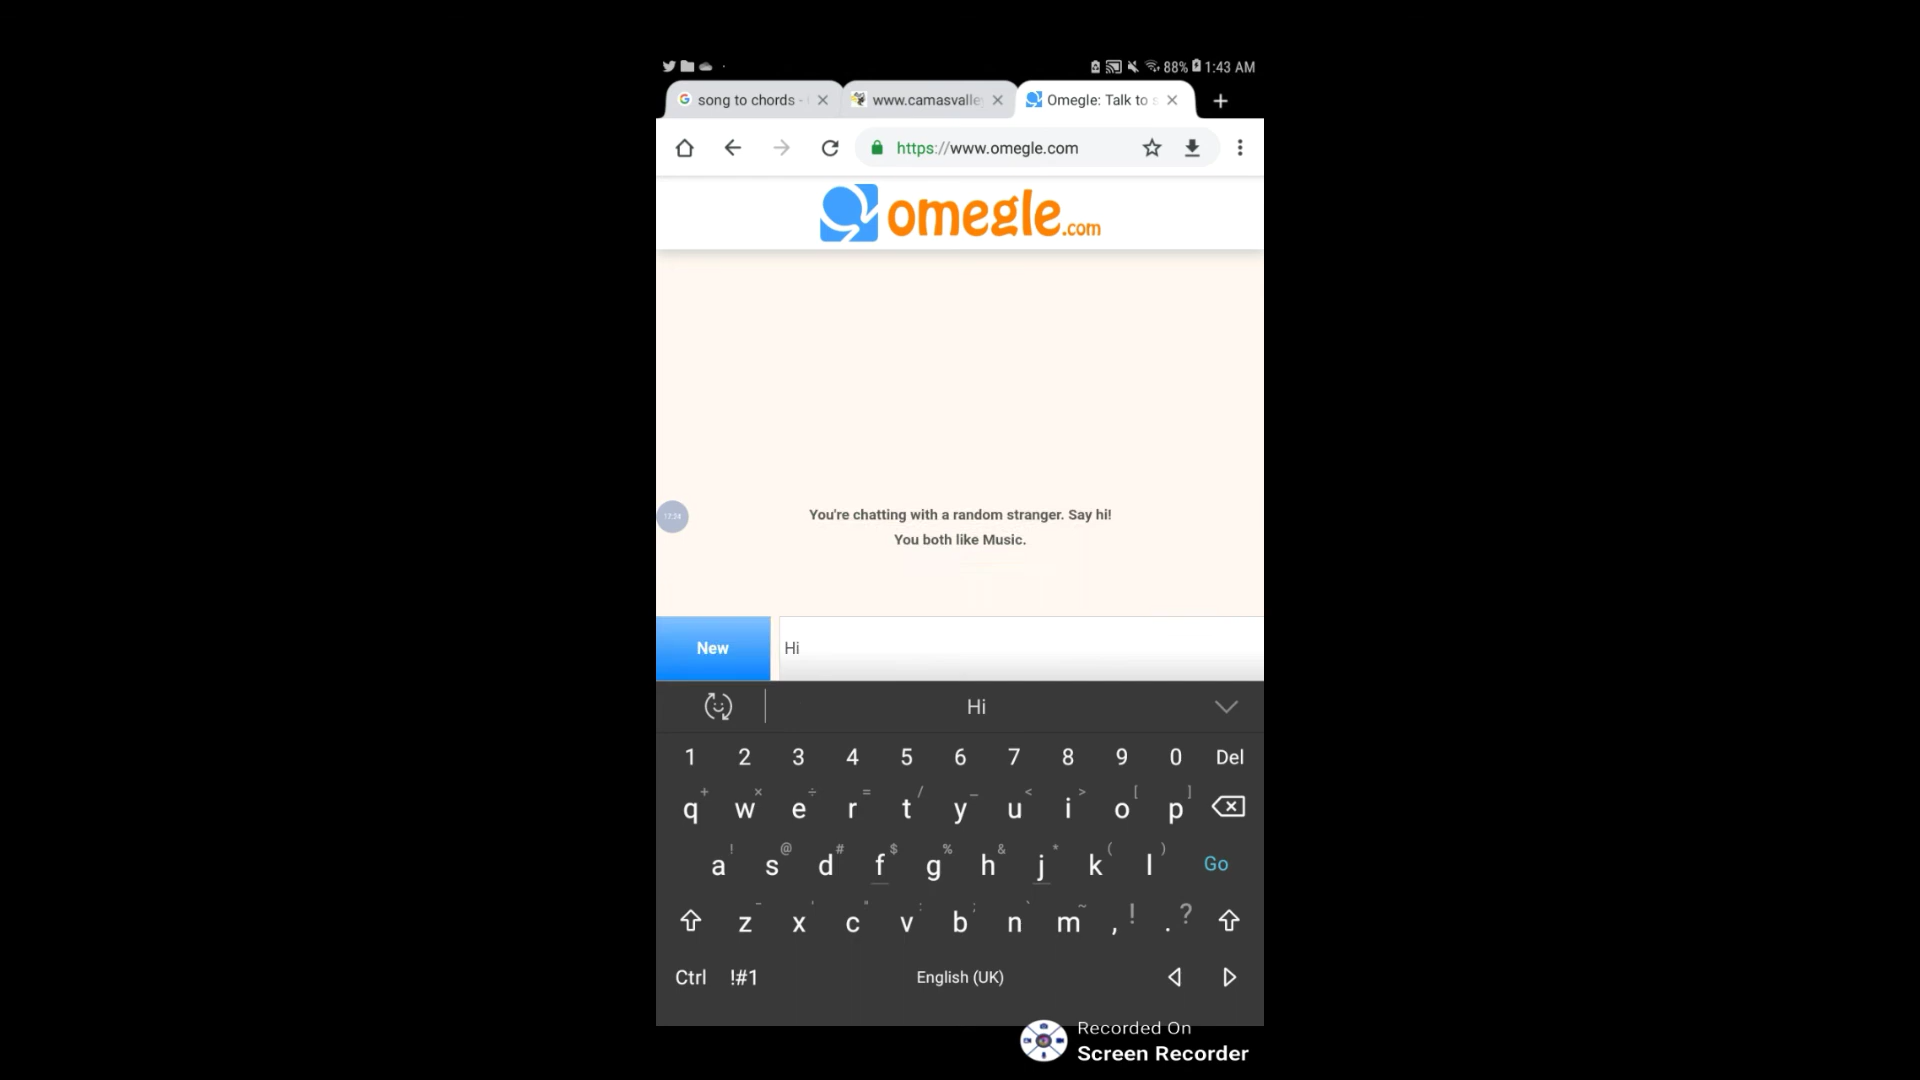 88% 1:43 AM
song to chords -
www.camasvalle
Omegle: Talk to s
https://www.omegle.com
omegle.com
You're chatting with a random stranger. Say hi!
You both like Music.
New
Hi
Hi
1 2 3 4 5 6 7 8 9 0 Del
+ × ÷ = / _ < > [ ]
q w e r t y u i o p
! @ # $ % & * ( )
a s d f g h j k l Go
- ' " : ; ` ~
z x c v b n m , ! . ?
Ctrl !#1 English (UK)
Recorded On
Screen Recorder